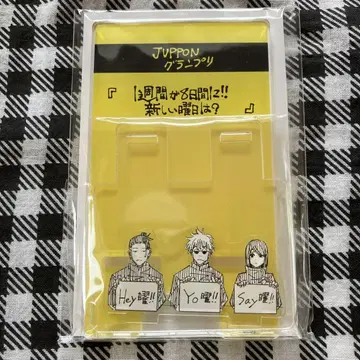 JUPPON
グランプリ
『1週間が8日間に!!
新しい曜日は?』
Hey曜!!
Yo曜!!
Say曜!!